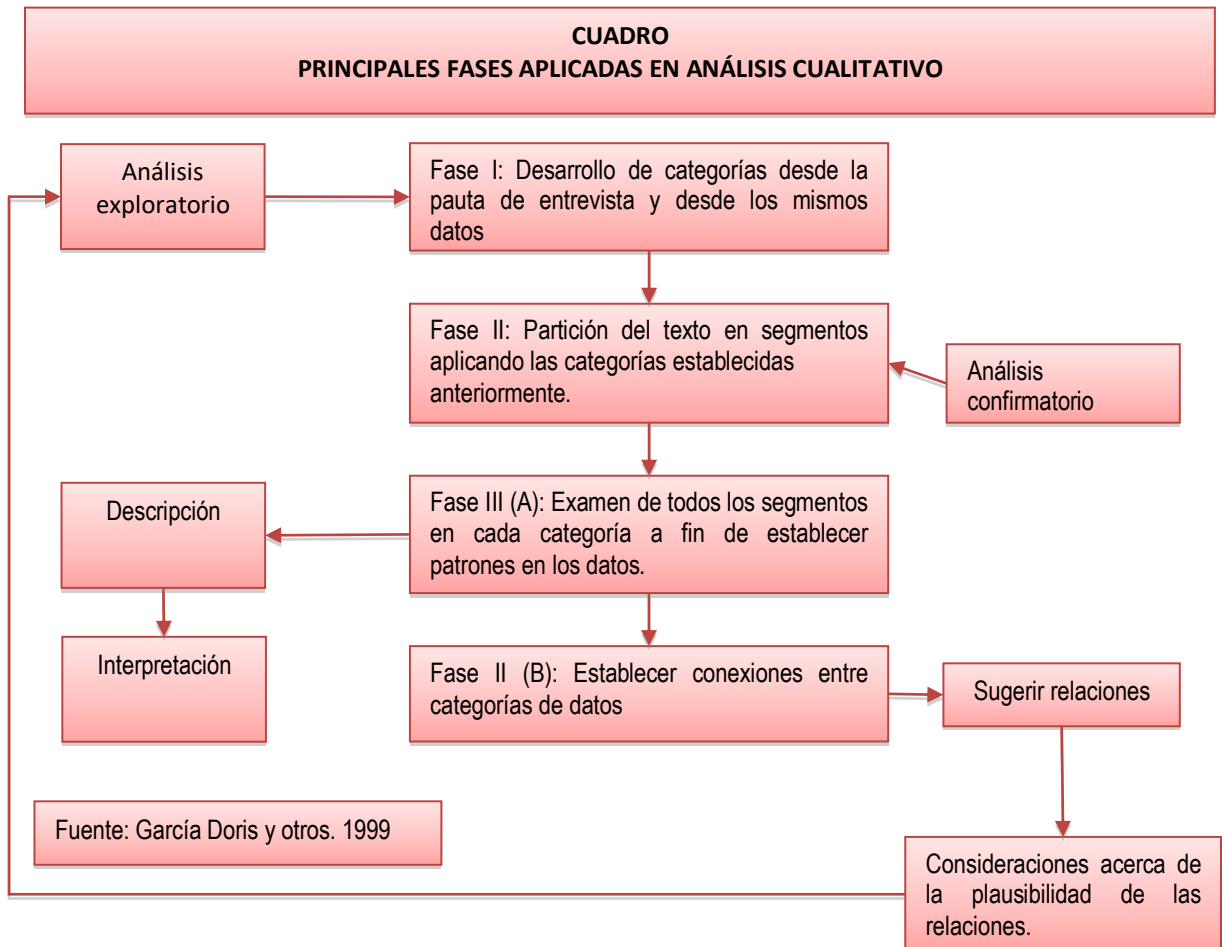 CUADRO
PRINCIPALES FASES APLICADAS EN ANÁLISIS CUALITATIVO
Análisis
exploratorio
Fase I: Desarrollo de categorías desde la
pauta de entrevista y desde los mismos
datos
Fase II: Partición del texto en segmentos
aplicando las categorías establecidas
anteriormente.
Análisis
confirmatorio
Fase III (A): Examen de todos los segmentos
en cada categoría a fin de establecer
patrones en los datos.
Descripción
Interpretación
Fase II (B): Establecer conexiones entre
categorías de datos
Sugerir relaciones
Fuente: García Doris y otros. 1999
Consideraciones acerca de
la plausibilidad de las
relaciones.